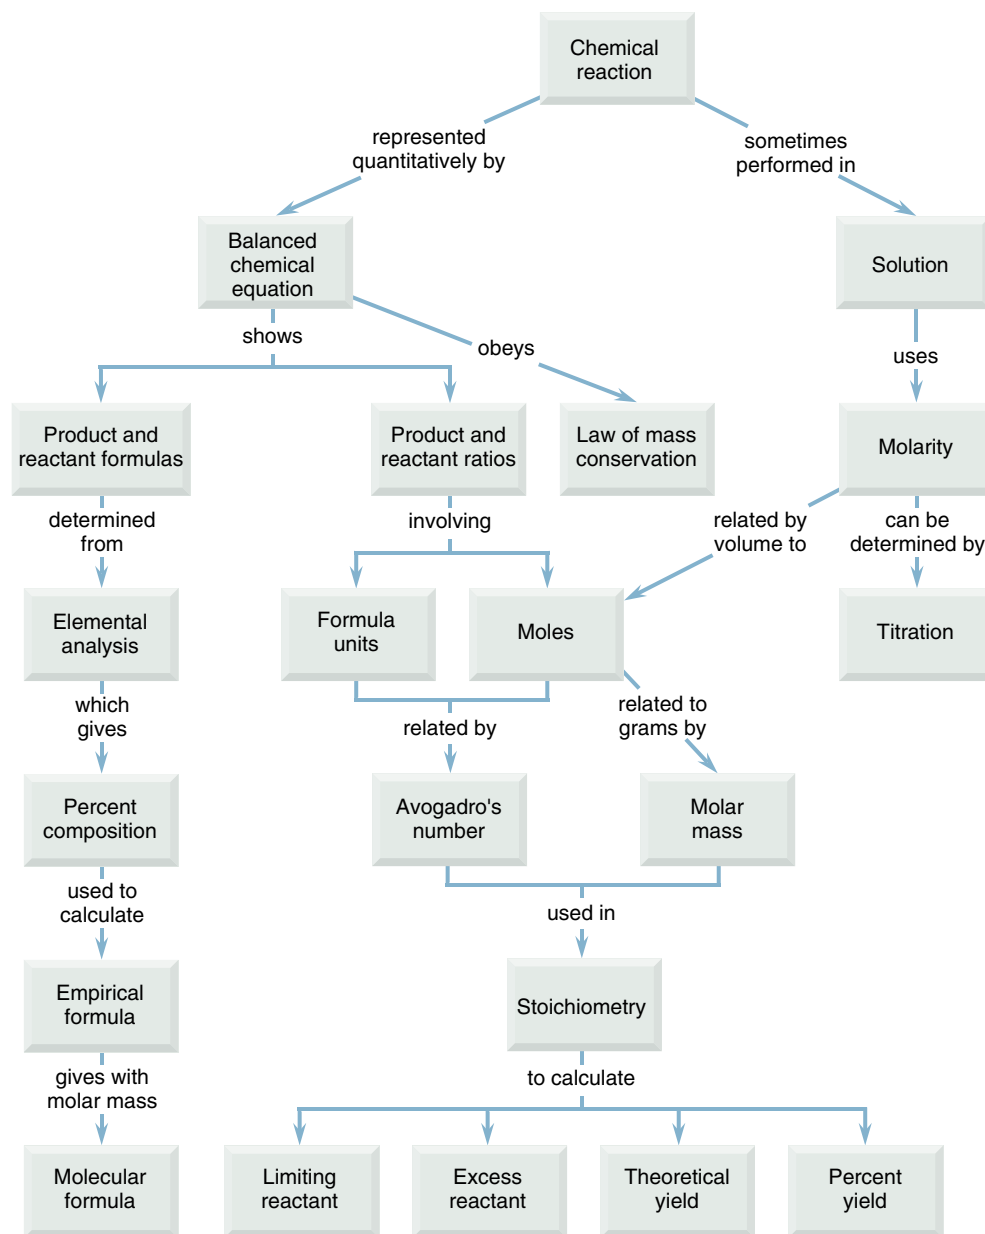 Chemical
reaction
represented
quantitatively by
sometimes
performed in
Balanced
chemical
equation
Solution
shows
obeys
uses
Product and
reactant formulas
Product and
reactant ratios
Law of mass
conservation
Molarity
determined
from
involving
related by
volume to
can be
determined by
Elemental
analysis
Formula
units
Moles
Titration
which
gives
related by
related to
grams by
Percent
composition
Avogadro's
number
Molar
mass
used to
calculate
used in
Empirical
formula
Stoichiometry
gives with
molar mass
to calculate
Molecular
formula
Limiting
reactant
Excess
reactant
Theoretical
yield
Percent
yield